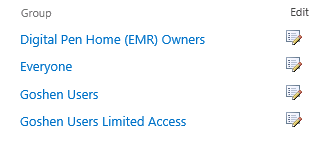 Group Edit
Digital Pen Home (EMR) Owners
Everyone
Goshen Users
Goshen Users Limited Access